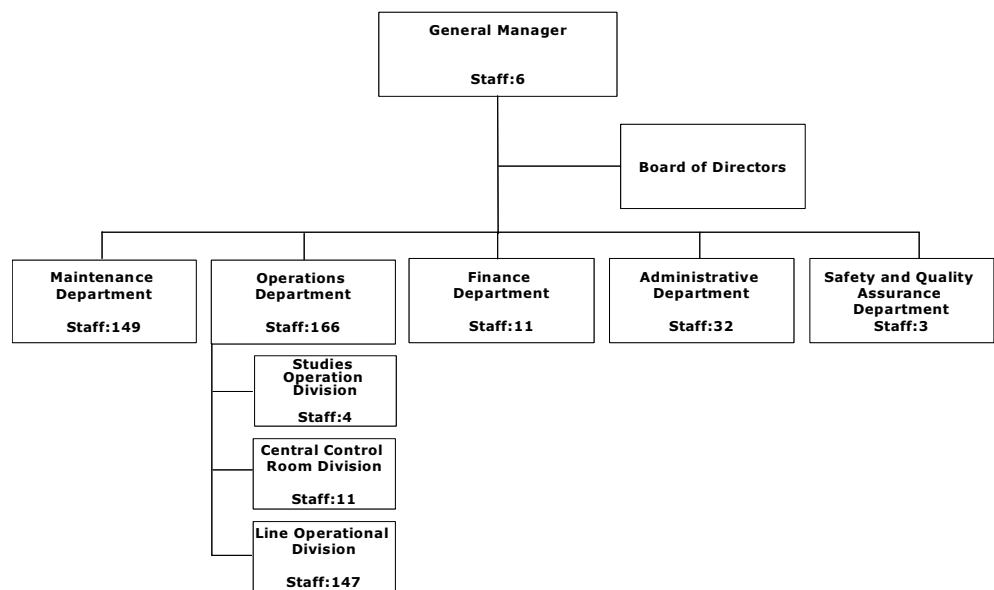 General Manager
Staff:6
Board of Directors
Maintenance
Department
Staff:149
Operations
Department
Staff:166
Finance
Department
Staff:11
Administrative
Department
Staff:32
Safety and Quality
Assurance
Department
Staff:3
Studies
Operation
Division
Staff:4
Central Control
Room Division
Staff:11
Line Operational
Division
Staff:147